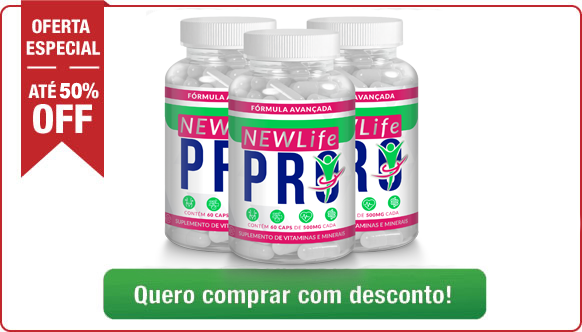 OFERTA
ESPECIAL
ATÉ 50%
OFF
FÓRMULA AVANÇADA
NEWLife
PRO
CONTÉM 60 CAPS DE 500MG CADA
SUPLEMENTO DE VITAMINAS E MINERAIS
Quero comprar com desconto!